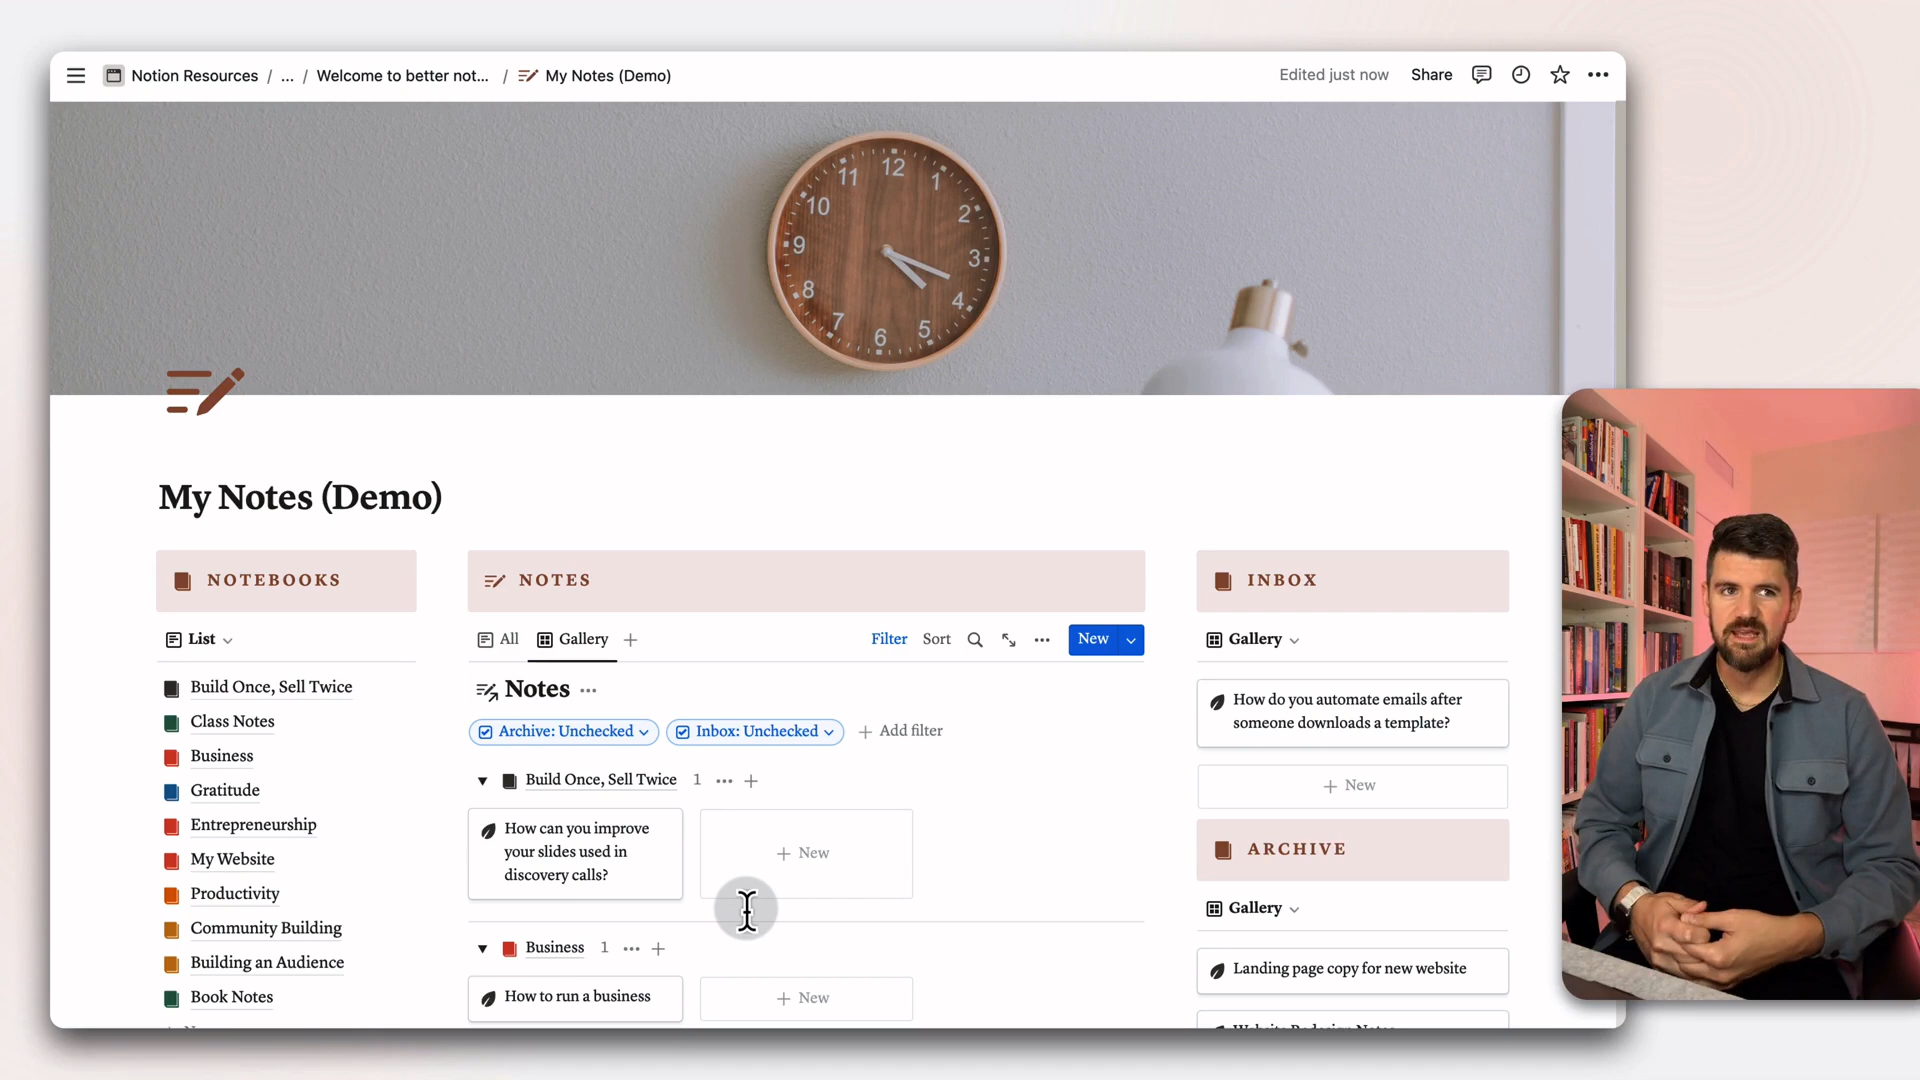 Notion Resources / ... / Welcome to better not... / My Notes (Demo)
Edited just now Share
12
1
2
3
4
5
6
7
8
9
10
11
My Notes (Demo)
NOTEBOOKS
List
Build Once, Sell Twice
Class Notes
Business
Gratitude
Entrepreneurship
My Website
Productivity
Community Building
Building an Audience
Book Notes
NOTES
All Gallery Filter Sort New
Notes
Archive: Unchecked Inbox: Unchecked Add filter
Build Once, Sell Twice 1
How can you improve
your slides used in
discovery calls?
New
Business 1
How to run a business
New
INBOX
Gallery
How do you automate emails after
someone downloads a template?
New
ARCHIVE
Gallery
Landing page copy for new website